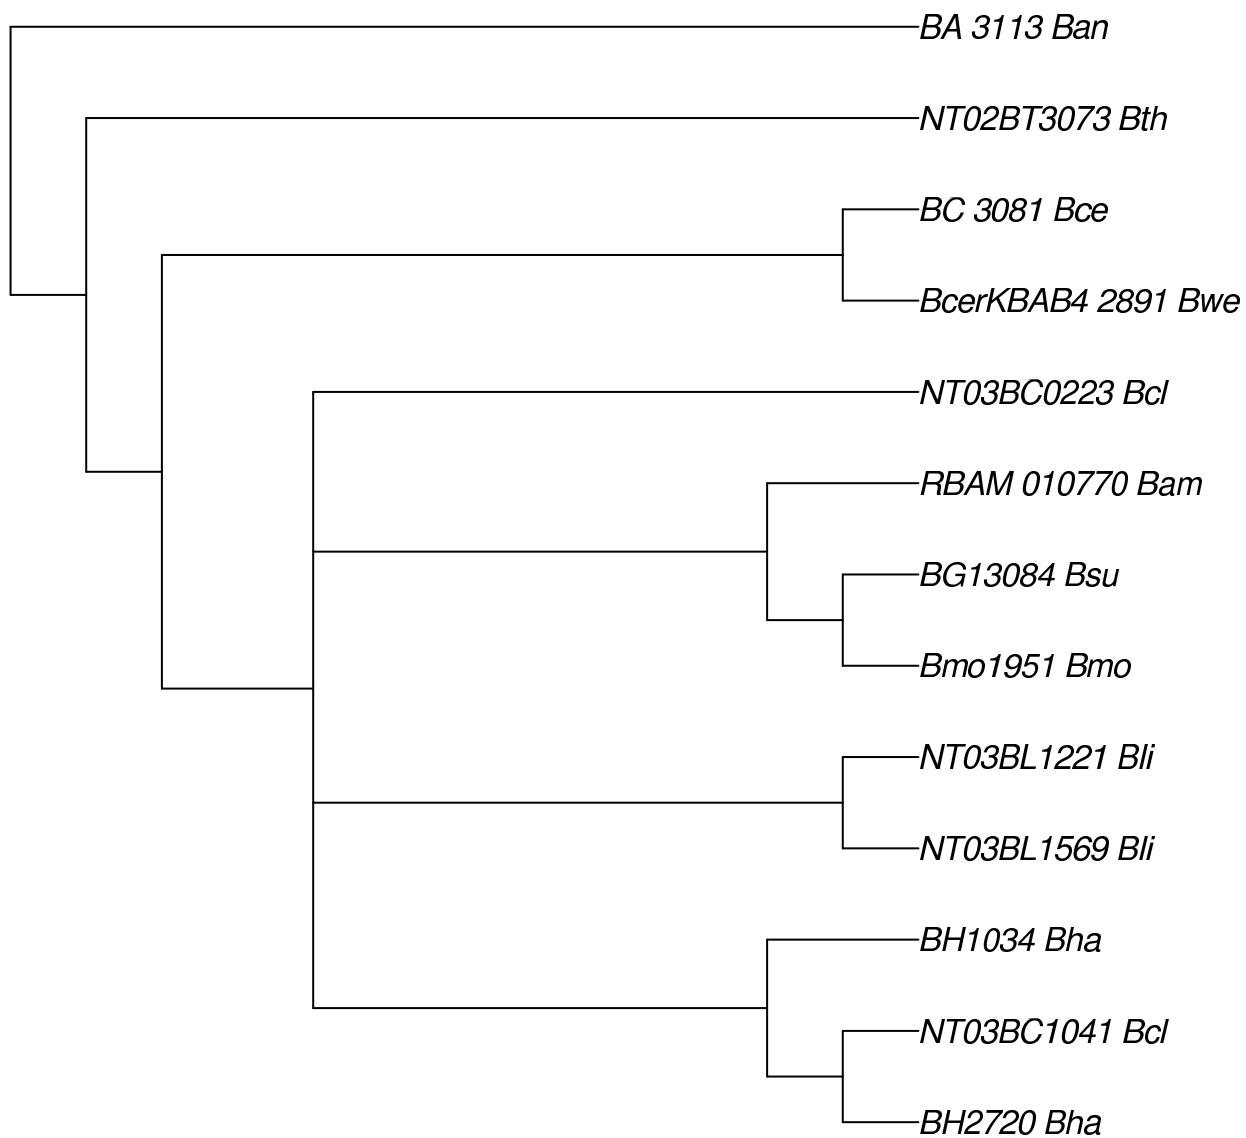 BA 3113 Ban
NT02BT3073 Bth
BC 3081 Bce
BcerKBAB4 2891 Bwe
NT03BC0223 Bcl
RBAM 010770 Bam
BG13084 Bsu
Bmo1951 Bmo
NT03BL1221 Bli
NT03BL1569 Bli
BH1034 Bha
NT03BC1041 Bcl
BH2720 Bha